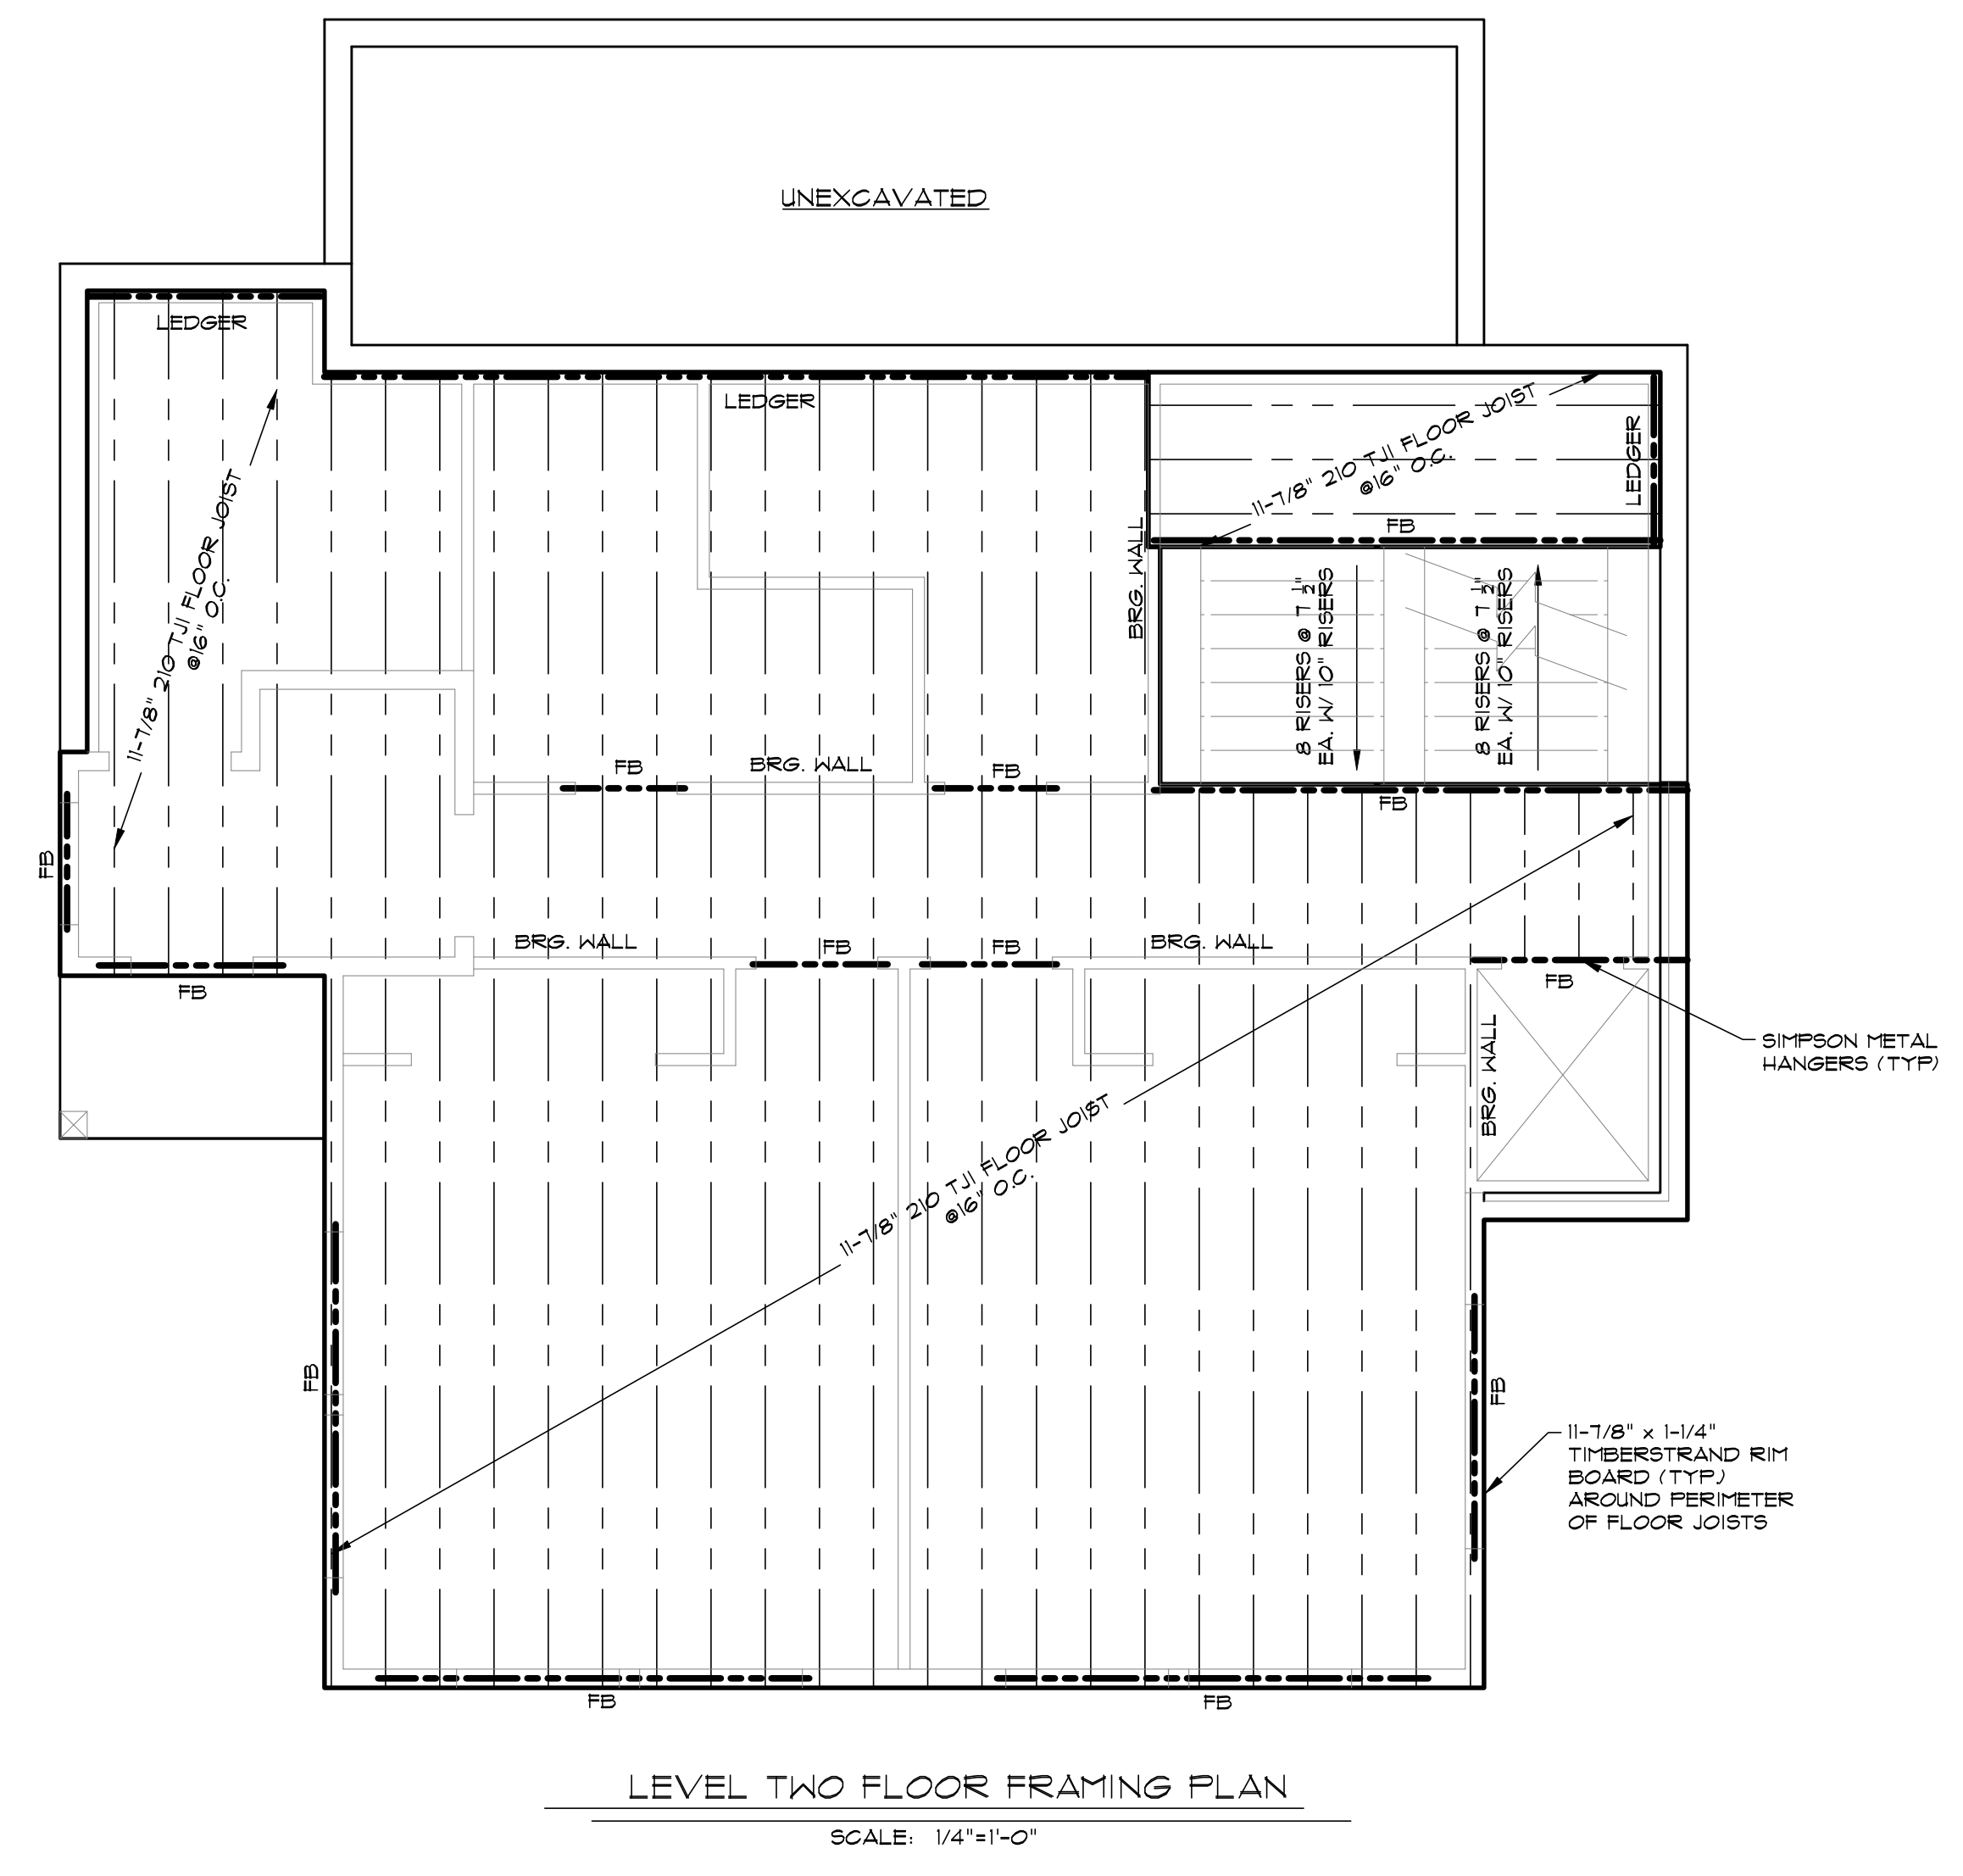 UNEXCAVATED
LEDGER
LEDGER
LEDGER
11-7/8" 210 TJI FLOOR JOIST
@16" O.C.
11-7/8" 210 TJI FLOOR JOIST
@16" O.C.
FB
BRG. WALL
8 RISERS @ 7 1/2"
EA. W/ 10" RISERS
8 RISERS @ 7 1/2"
EA. W/ 10" RISERS
FB
BRG. WALL
FB
FB
FB
BRG. WALL
FB
FB
BRG. WALL
FB
FB
SIMPSON METAL
HANGERS (TYP)
BRG. WALL
11-7/8" 210 TJI FLOOR JOIST
@16" O.C.
FB
FB
11-7/8" x 1-1/4"
TIMBERSTRAND RIM
BOARD (TYP.)
AROUND PERIMETER
OF FLOOR JOISTS
FB
FB
LEVEL TWO FLOOR FRAMING PLAN
SCALE: 1/4"=1'-0"